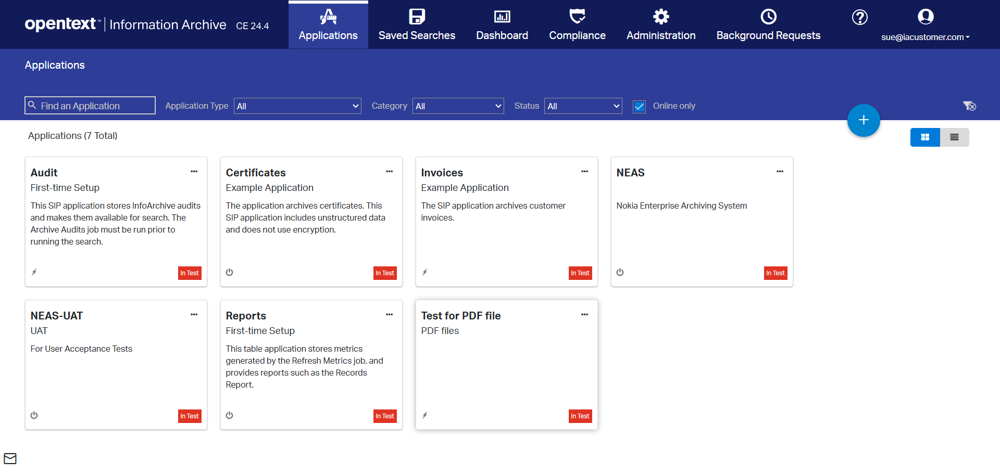 opentext™ | Information Archive CE 24.4
Applications
Saved Searches
Dashboard
Compliance
Administration
Background Requests
sue@iacustomer.com
Applications
Find an Application
Application Type
All
Category
All
Status
All
Online only
Applications (7 Total)
Audit
First-time Setup
This SIP application stores InfoArchive audits
and makes them available for search. The
Archive Audits job must be run prior to
running the search.
In Test
Certificates
Example Application
The application archives certificates. This
SIP application includes unstructured data
and does not use encryption.
In Test
Invoices
Example Application
The SIP application archives customer
invoices.
In Test
NEAS
Nokia Enterprise Archiving System
In Test
NEAS-UAT
UAT
For User Acceptance Tests
In Test
Reports
First-time Setup
This table application stores metrics
generated by the Refresh Metrics job, and
provides reports such as the Records
Report.
In Test
Test for PDF file
PDF files
In Test